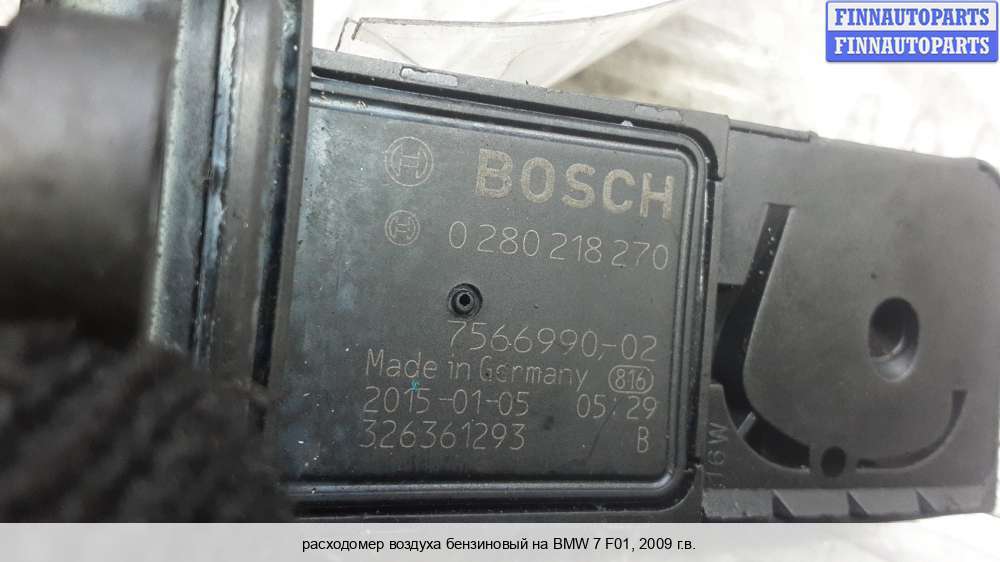 FINNAUTOPARTS
FINNAUTOPARTS
BOSCH
0 280 218 270
7566990-02
Made in Germany 816
2015-01-05 05:29
326361293 B
расходомер воздуха бензиновый на BMW 7 F01, 2009 г.в.